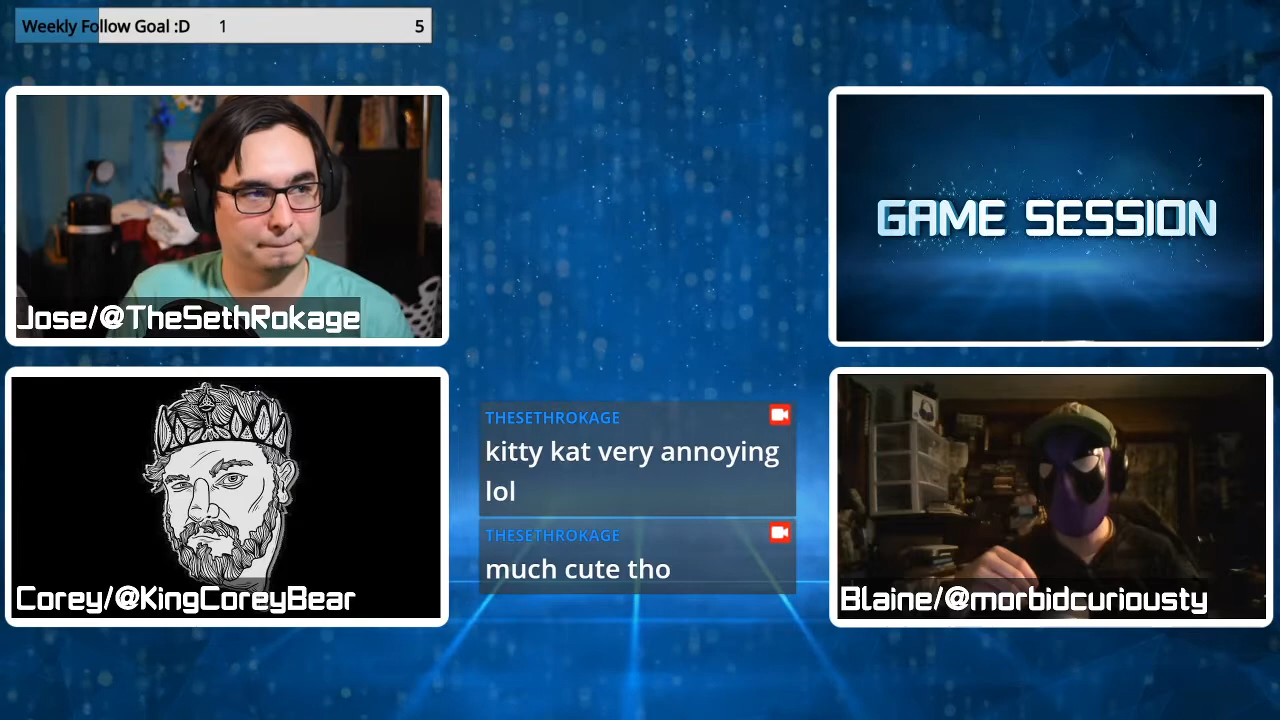 Weekly Follow Goal :D 1 5
Jose/@TheSethRokage
GAME SESSION
THESETHROKAGE
kitty kat very annoying
lol
THESETHROKAGE
much cute tho
Corey/@KingCoreyBear
Blaine/@morbidcuriousty